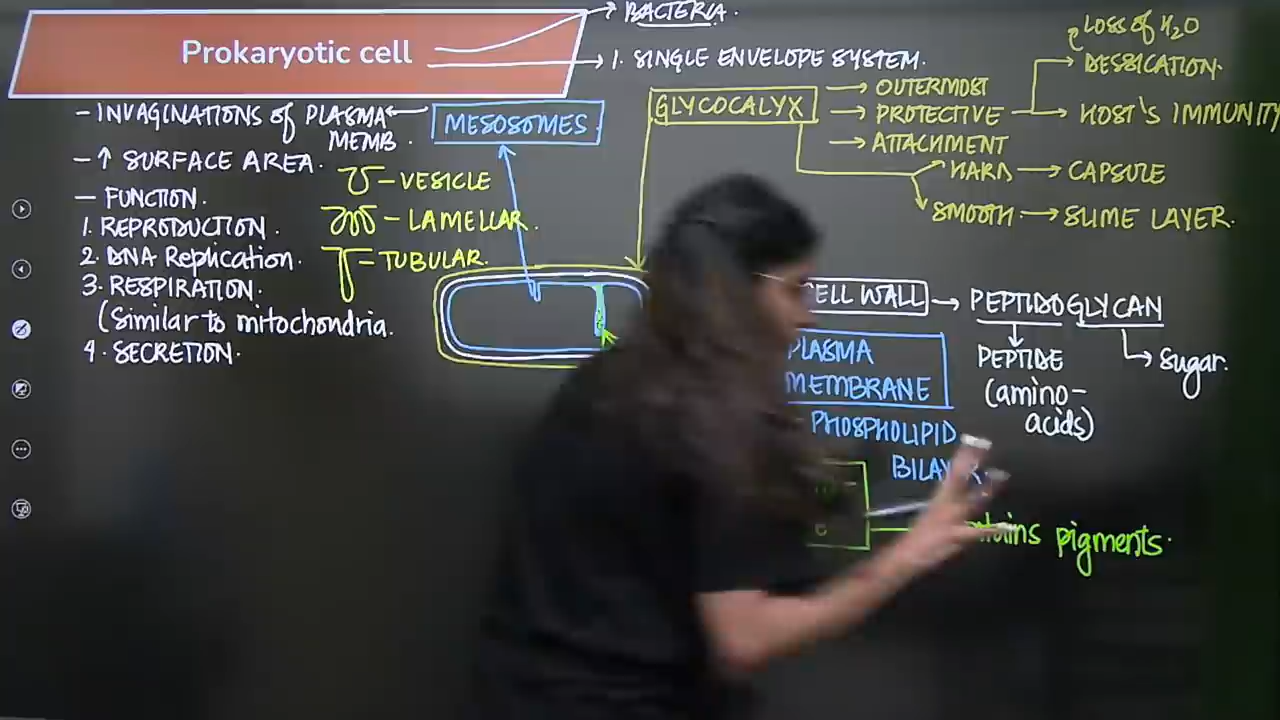 BACTERIA.
Prokaryotic cell
1. SINGLE ENVELOPE SYSTEM.
LOSS OF H2O
DESSICATION.
GLYCOCALYX
→ OUTERMOST
→ PROTECTIVE
→ HOST'S IMMUNITY
→ ATTACHMENT
HARD → CAPSULE
SMOOTH. → SLIME LAYER.
MESOSOMES
- INVAGINATIONS of PLASMA
MEMB.
- ↑ SURFACE AREA.
- FUNCTION.
1. REPRODUCTION.
2. DNA Replication.
3. RESPIRATION.
(Similar to mitochondria.
4. SECRETION.
- VESICLE
- LAMELLAR.
- TUBULAR.
WALL → PEPTIDOGLYCAN
PEPTIDE
(amino-
acids)
→ Sugar.
PLASMA
MEMBRANE
PHOSPHOLIPID
pigments.